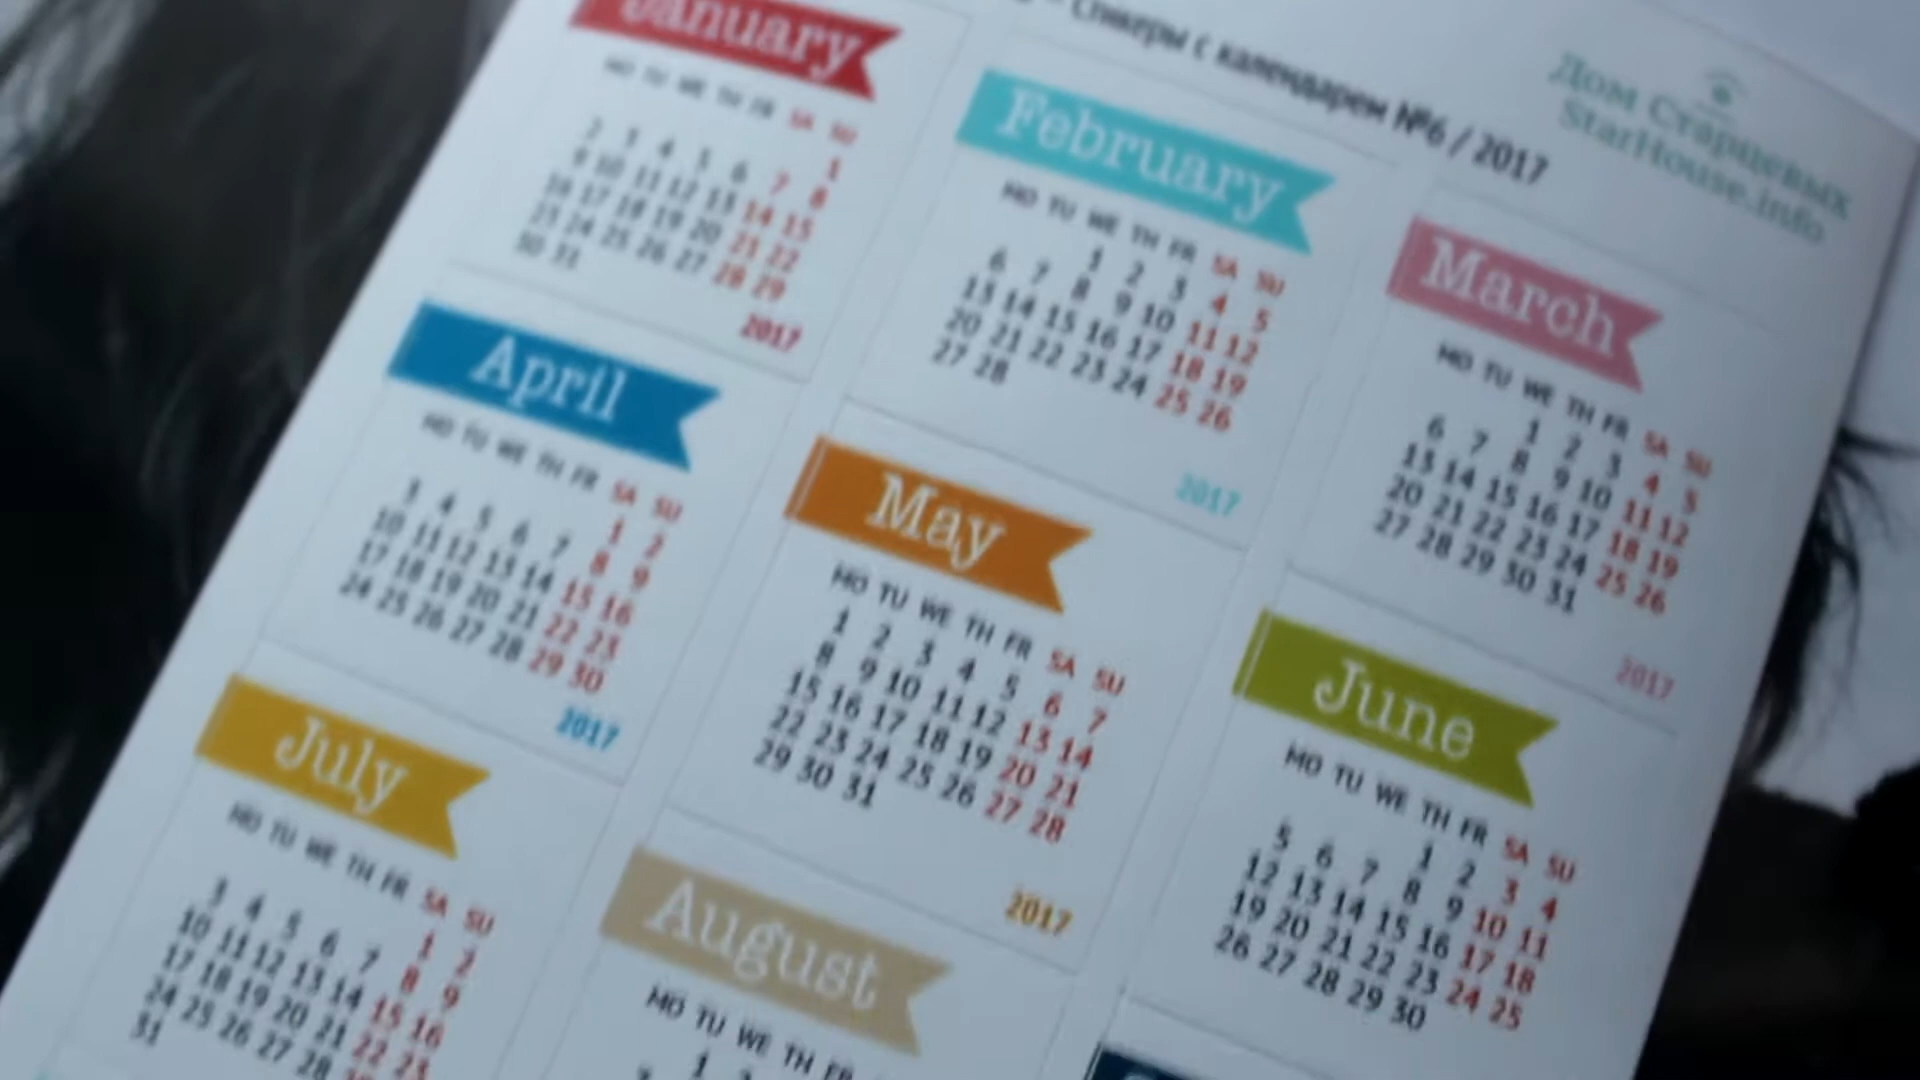 Стикеры с календарем №6 / 2017
Дом Старцевых
StarHouse.info
January
MO TU WE TH FR SA SU
1
2 3 4 5 6 7 8
9 10 11 12 13 14 15
16 17 18 19 20 21 22
23 24 25 26 27 28 29
30 31
2017
February
MO TU WE TH FR SA SU
1 2 3 4 5
6 7 8 9 10 11 12
13 14 15 16 17 18 19
20 21 22 23 24 25 26
27 28
2017
March
MO TU WE TH FR SA SU
1 2 3 4 5
6 7 8 9 10 11 12
13 14 15 16 17 18 19
20 21 22 23 24 25 26
27 28 29 30 31
2017
April
MO TU WE TH FR SA SU
1 2
3 4 5 6 7 8 9
10 11 12 13 14 15 16
17 18 19 20 21 22 23
24 25 26 27 28 29 30
2017
May
MO TU WE TH FR SA SU
1 2 3 4 5 6 7
8 9 10 11 12 13 14
15 16 17 18 19 20 21
22 23 24 25 26 27 28
29 30 31
2017
June
MO TU WE TH FR SA SU
1 2 3 4
5 6 7 8 9 10 11
12 13 14 15 16 17 18
19 20 21 22 23 24 25
26 27 28 29 30
2017
July
MO TU WE TH FR SA SU
1 2
3 4 5 6 7 8 9
10 11 12 13 14 15 16
17 18 19 20 21 22 23
24 25 26 27 28
31
August
MO TU WE TH FR
1